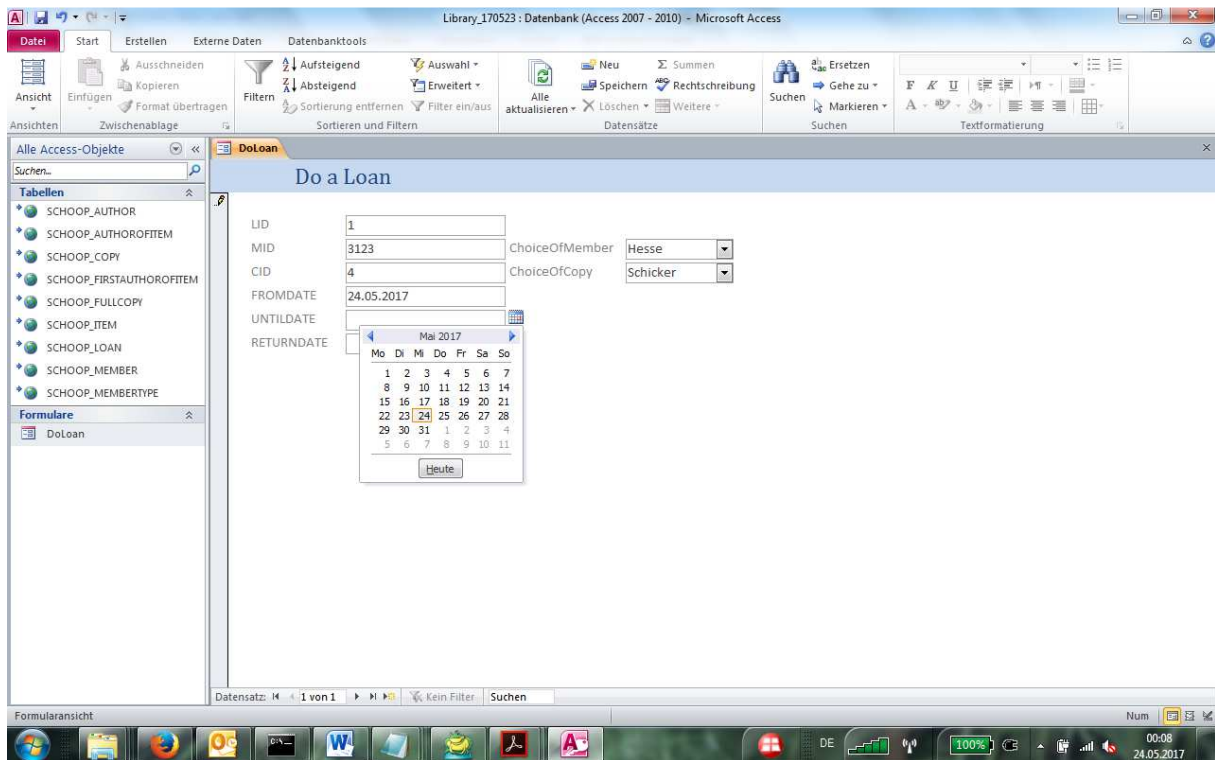 Library_170523 : Datenbank (Access 2007 - 2010) - Microsoft Access
Datei Start Erstellen Externe Daten Datenbanktools
Ansicht
Ansichten
Einfügen
Ausschneiden
Kopieren
Format übertragen
Zwischenablage
Filtern
Aufsteigend
Absteigend
Sortierung entfernen
Auswahl
Erweitert
Filter ein/aus
Sortieren und Filtern
Alle
aktualisieren
Neu
Speichern
Löschen
Summen
Rechtschreibung
Weitere
Datensätze
Suchen
Ersetzen
Gehe zu
Markieren
Suchen
F K U
A
Textformatierung
Alle Access-Objekte
Suchen...
Tabellen
SCHOOP_AUTHOR
SCHOOP_AUTHOROFITEM
SCHOOP_COPY
SCHOOP_FIRSTAUTHOROFITEM
SCHOOP_FULLCOPY
SCHOOP_ITEM
SCHOOP_LOAN
SCHOOP_MEMBER
SCHOOP_MEMBERTYPE
Formulare
DoLoan
DoLoan
Do a Loan
LID 1
MID 3123 ChoiceOfMember Hesse
CID 4 ChoiceOfCopy Schicker
FROMDATE 24.05.2017
UNTILDATE
RETURNDATE
Mai 2017
Mo Di Mi Do Fr Sa So
1 2 3 4 5 6 7
8 9 10 11 12 13 14
15 16 17 18 19 20 21
22 23 24 25 26 27 28
29 30 31 1 2 3 4
5 6 7 8 9 10 11
Heute
Datensatz: 1 von 1 Kein Filter Suchen
Formularansicht
Num
DE
100%
00:08
24.05.2017